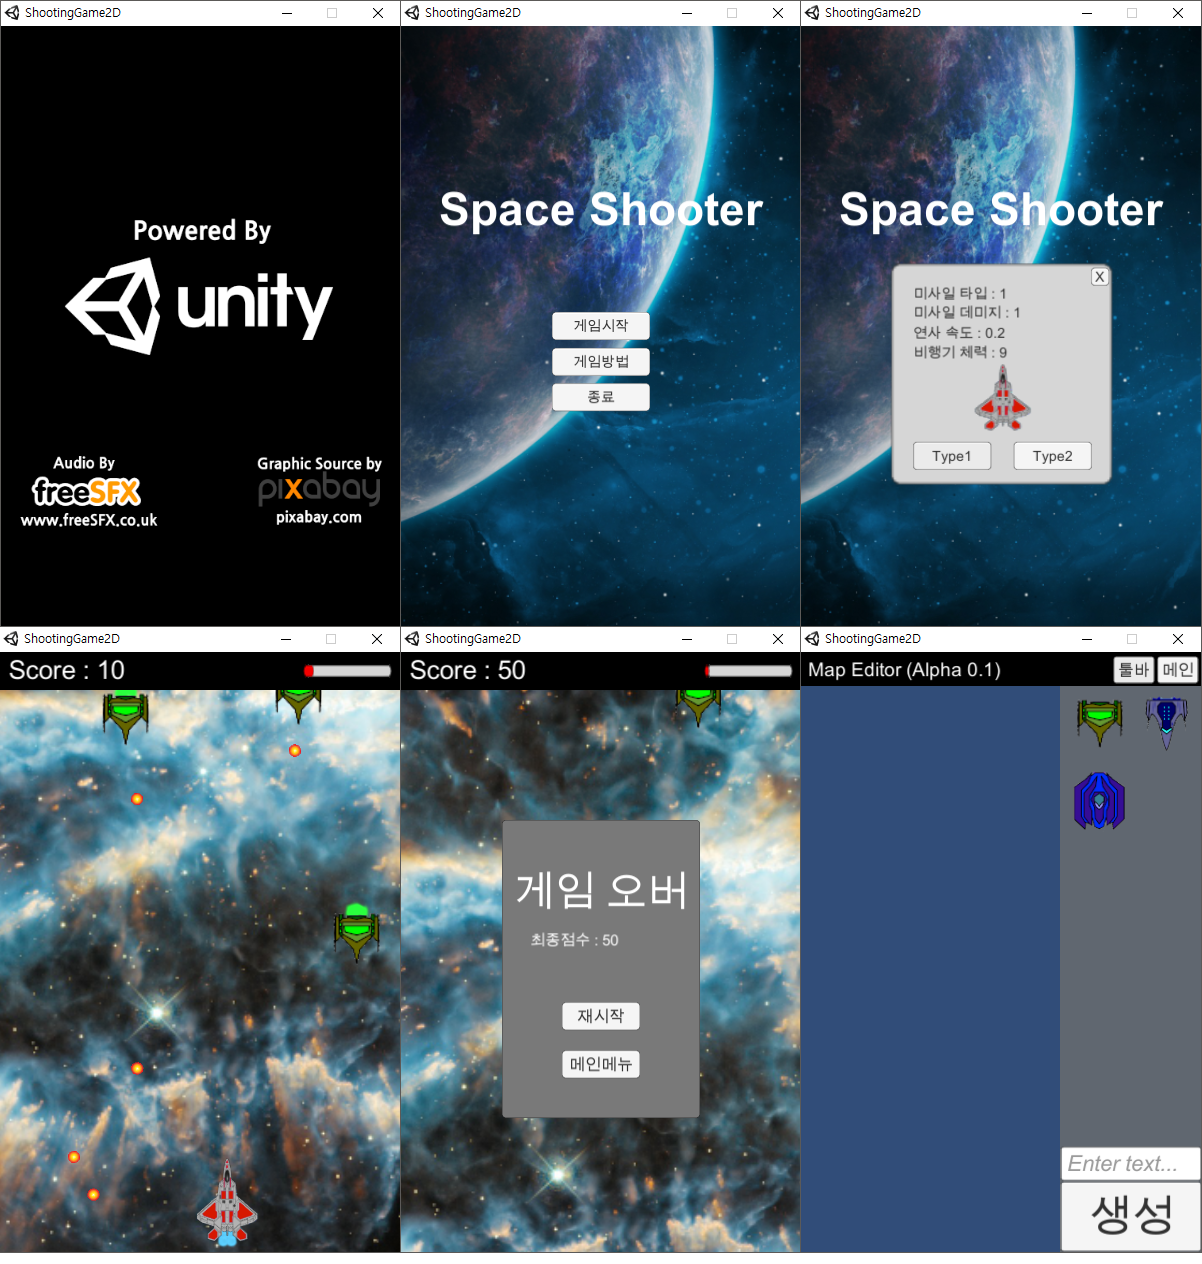 ShootingGame2D
Powered By
unity
Audio By
freeSFX
www.freeSFX.co.uk
Graphic Source by
pixabay
pixabay.com
ShootingGame2D
Space Shooter
게임시작
게임방법
종료
ShootingGame2D
Space Shooter
X
미사일 타입 : 1
미사일 데미지 : 1
연사 속도 : 0.2
비행기 체력 : 9
Type1 Type2
ShootingGame2D
Score : 10
ShootingGame2D
Score : 50
게임 오버
최종점수 : 50
재시작
메인메뉴
ShootingGame2D
Map Editor (Alpha 0.1) 툴바 메인
Enter text...
생성